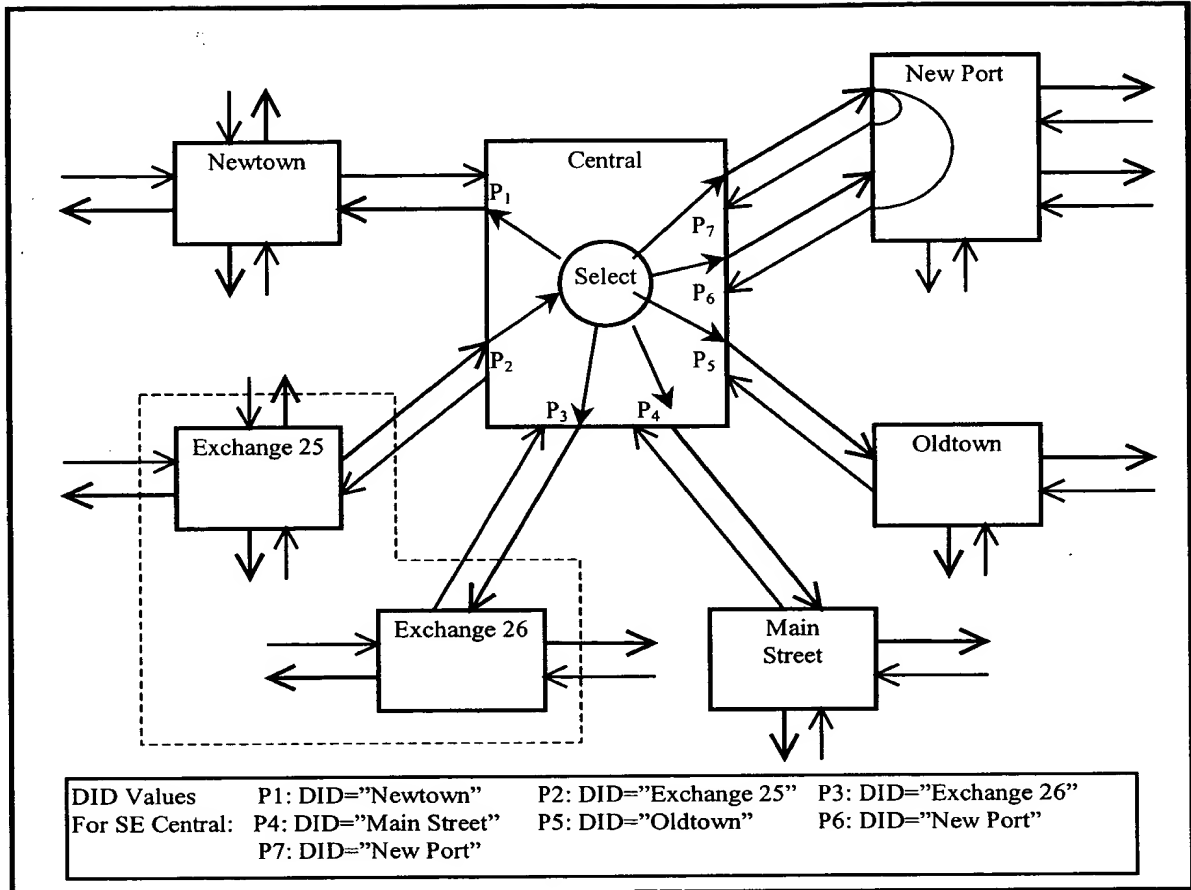 New Port
Newtown
Central
P1
P7
Select
P6
P2
P5
P3
P4
Exchange 25
Oldtown
Exchange 26
Main
Street
DID Values P1: DID="Newtown" P2: DID="Exchange 25" P3: DID="Exchange 26"
For SE Central: P4: DID="Main Street" P5: DID="Oldtown" P6: DID="New Port"
P7: DID="New Port"